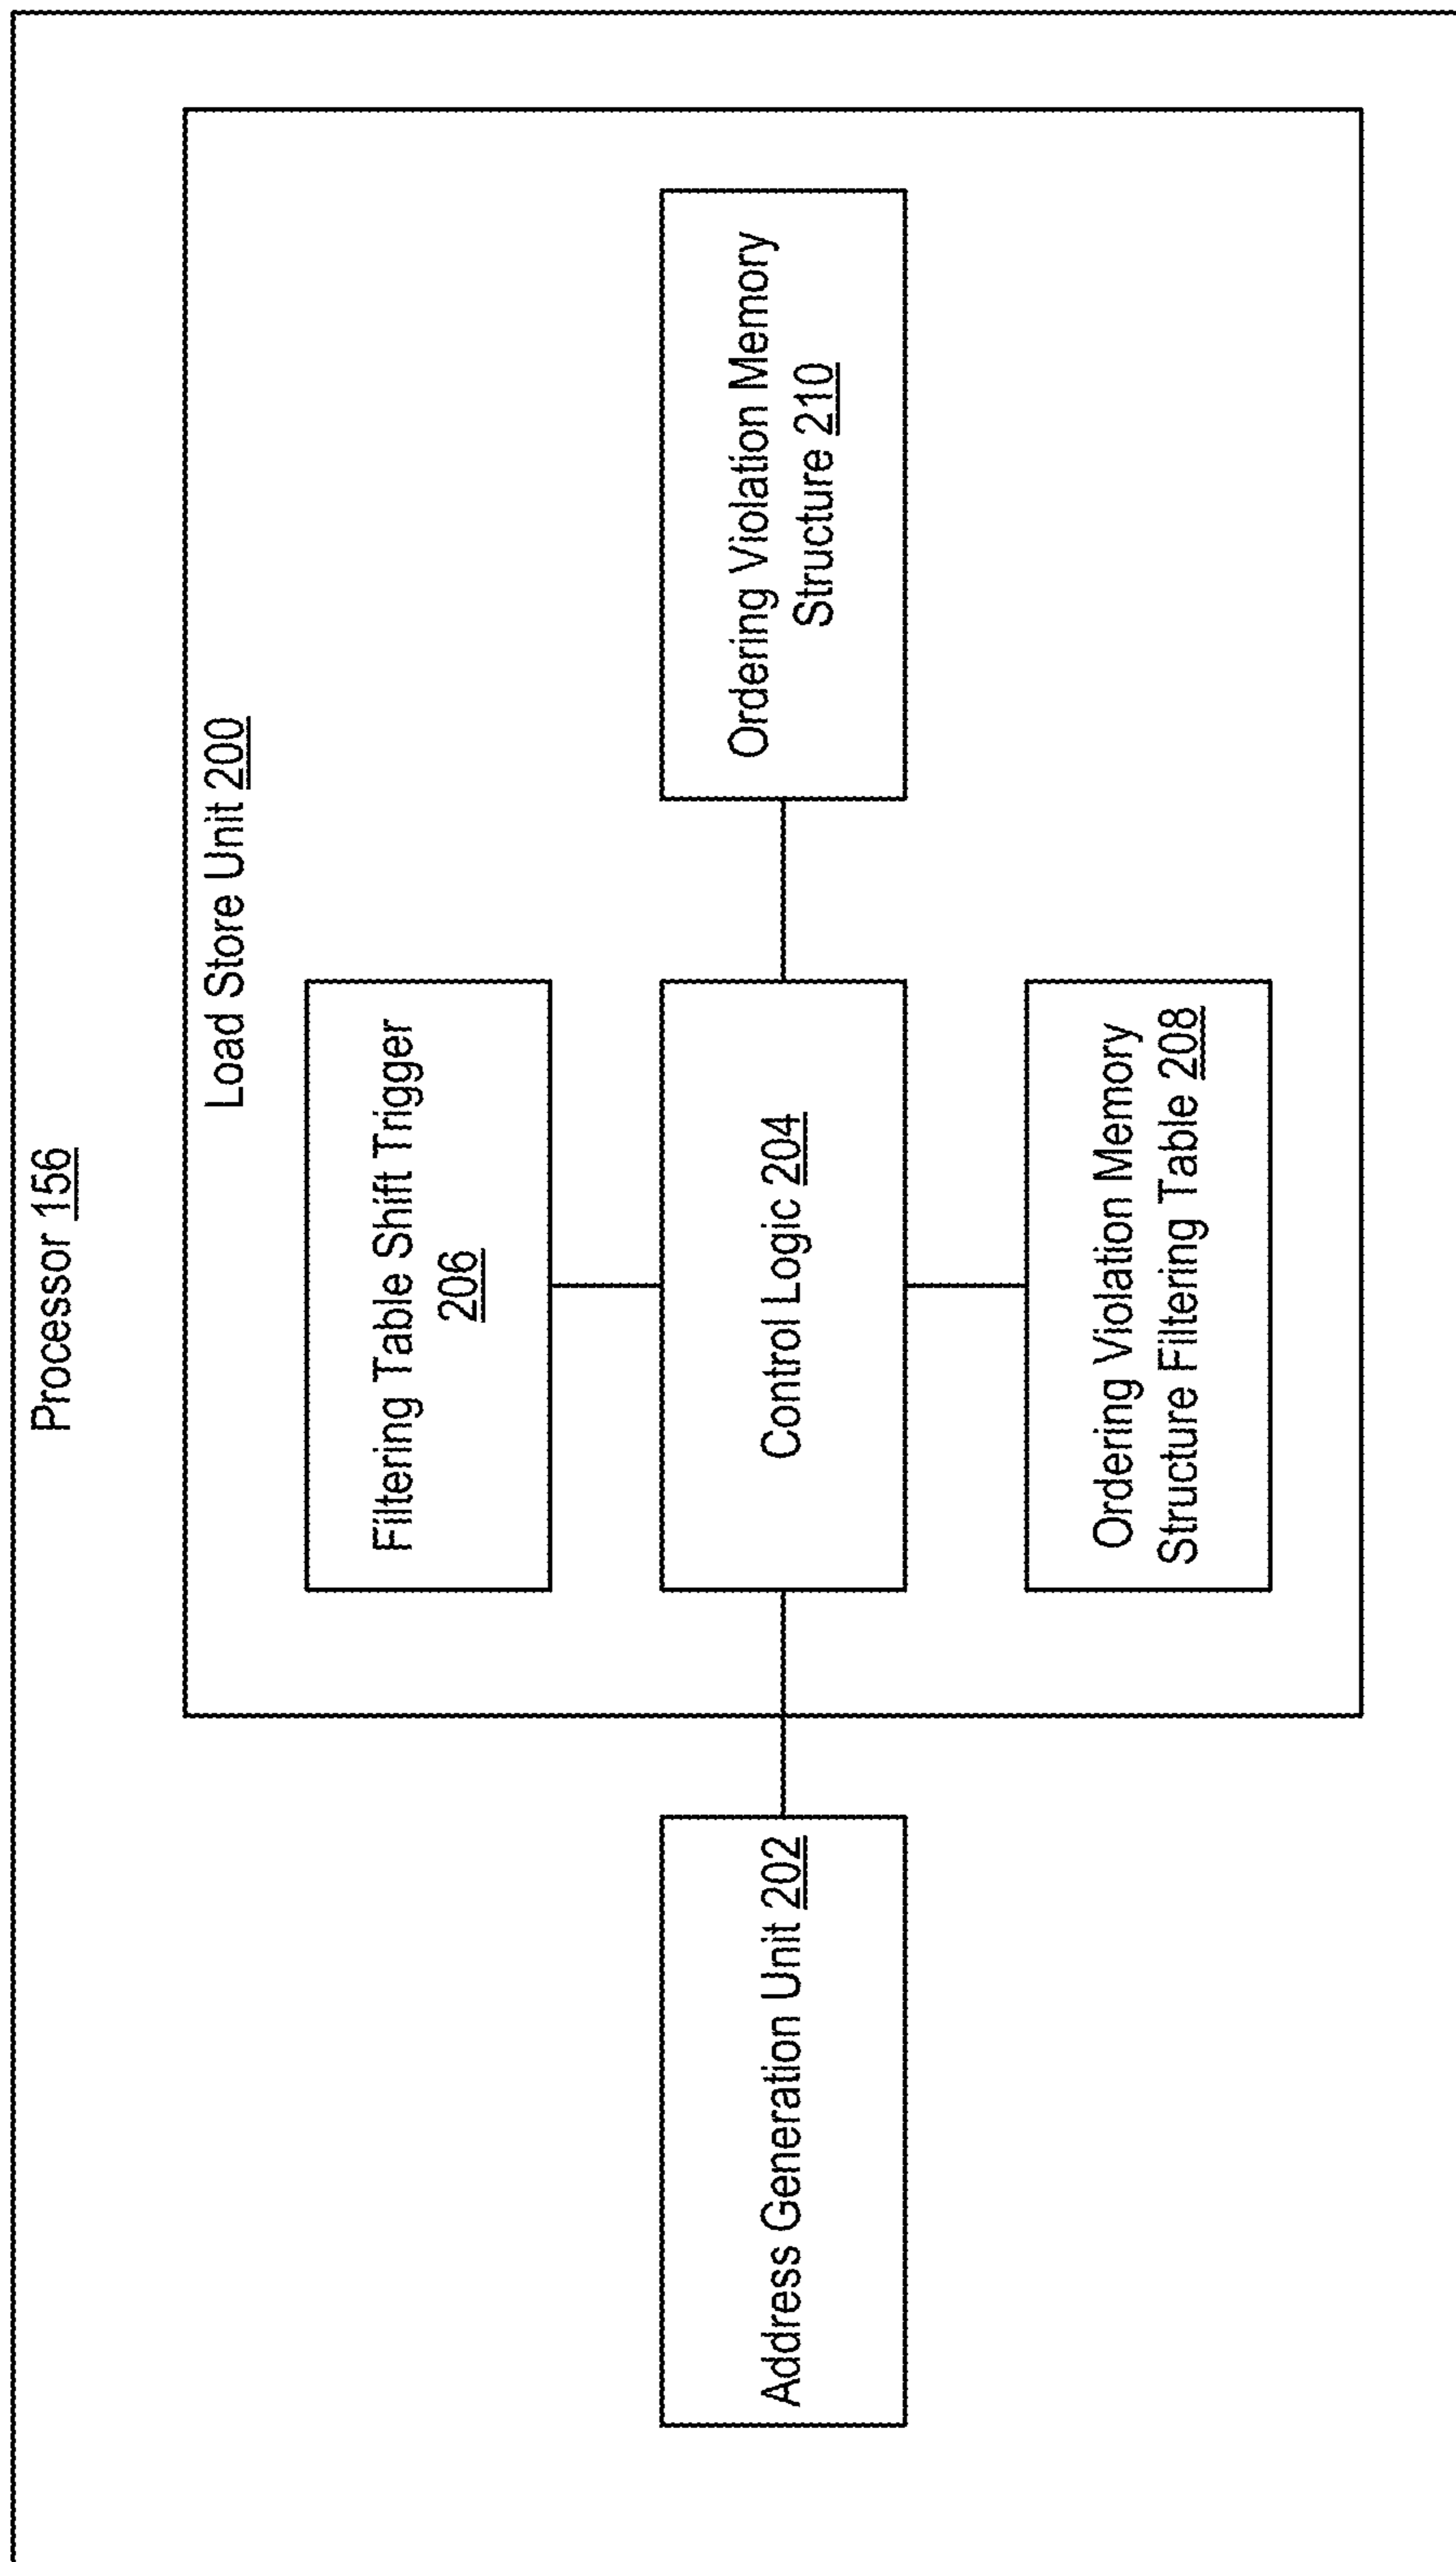 Processor 156
Load Store Unit 200
Filtering Table Shift Trigger
206
Address Generation Unit 202
Control Logic 204
Ordering Violation Memory
Structure 210
Ordering Violation Memory
Structure Filtering Table 208